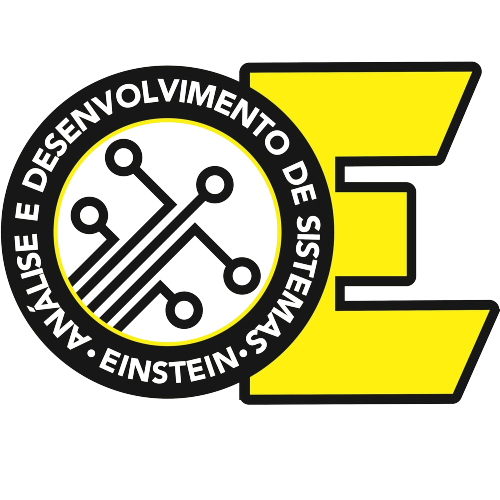 ANÁLISE E DESENVOLVIMENTO DE SISTEMAS
• EINSTEIN •
E